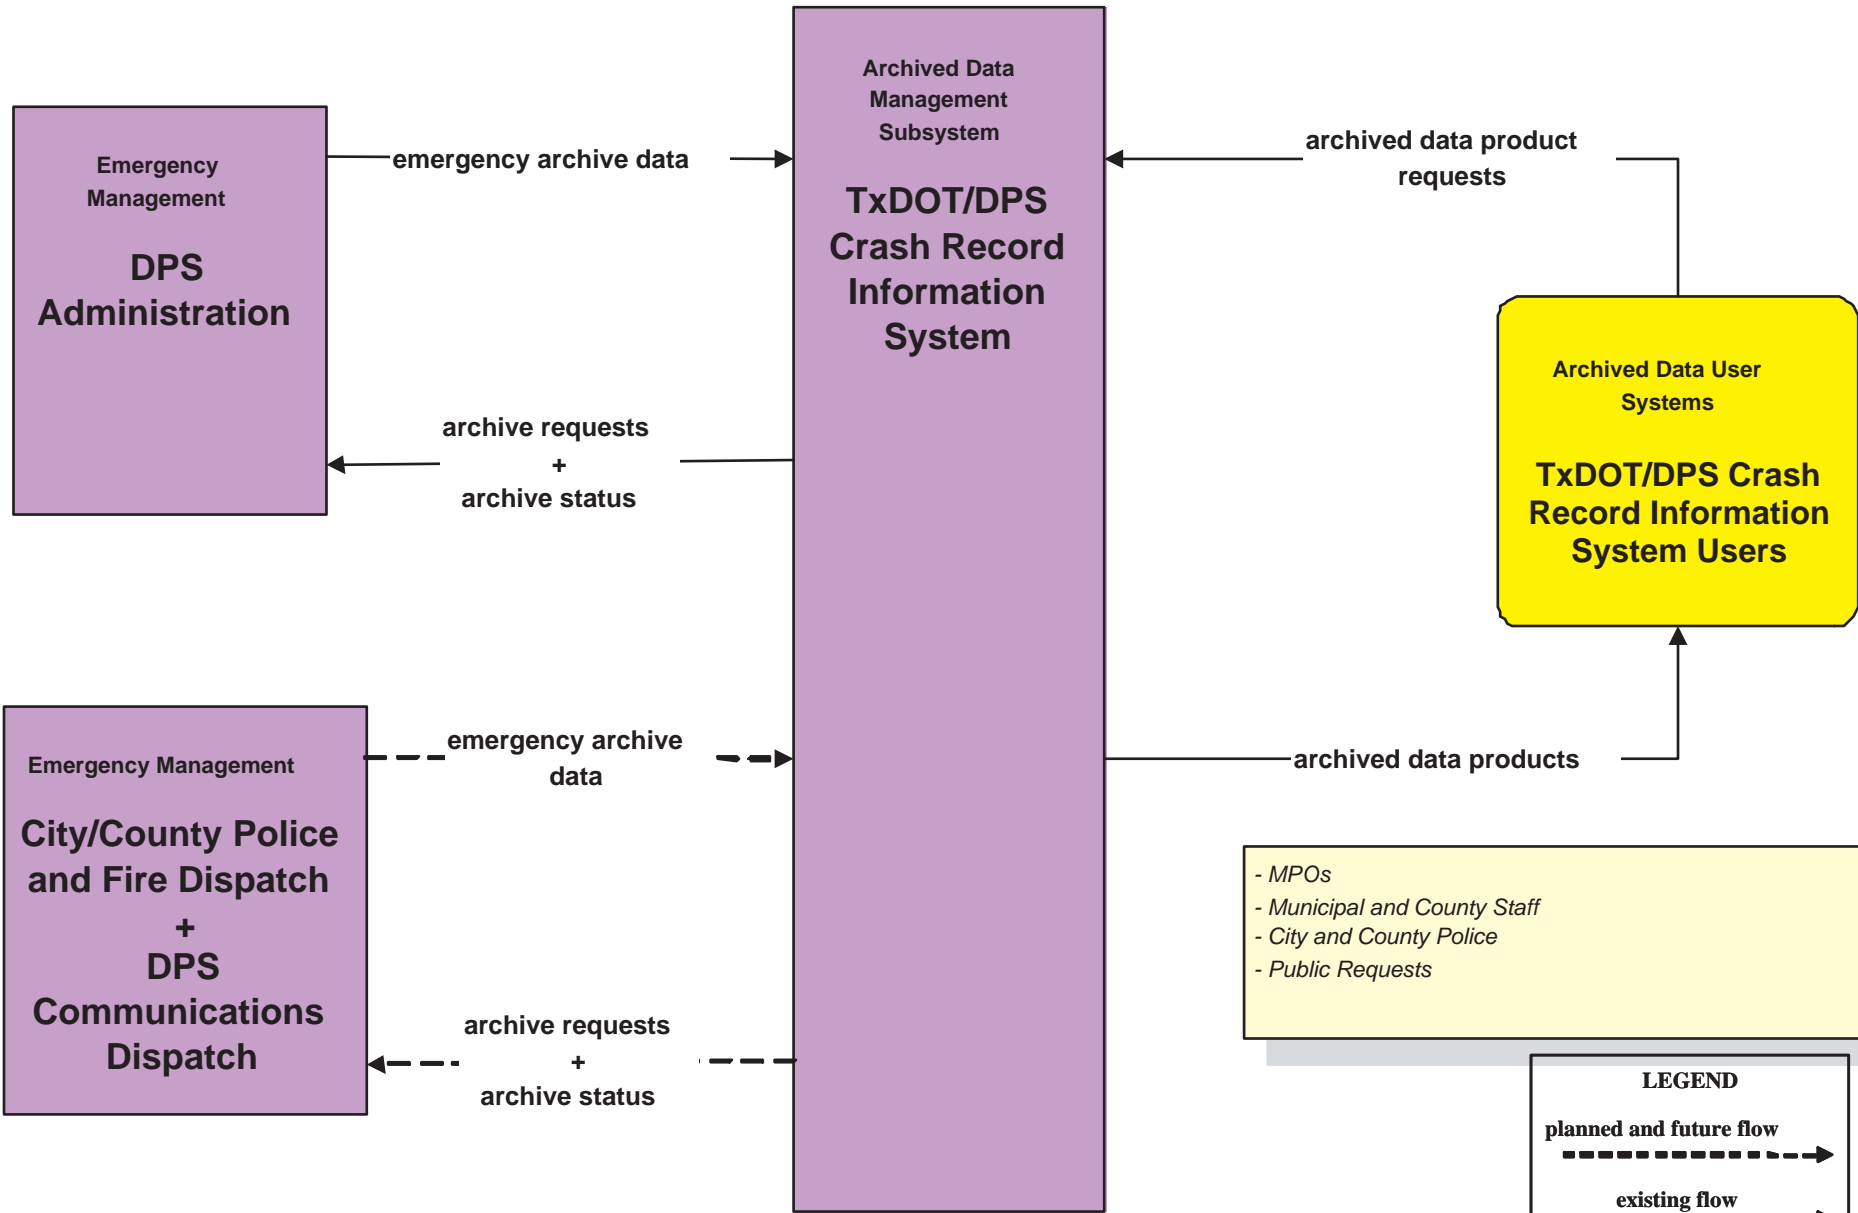 Emergency
Management
DPS
Administration
emergency archive data
archive requests
+
archive status
Archived Data
Management
Subsystem
TxDOT/DPS
Crash Record
Information
System
archived data product
requests
Archived Data User
Systems
TxDOT/DPS Crash
Record Information
System Users
archived data products
Emergency Management
City/County Police
and Fire Dispatch
+
DPS
Communications
Dispatch
emergency archive
data
archive requests
+
archive status
- MPOs
- Municipal and County Staff
- City and County Police
- Public Requests
LEGEND
planned and future flow
existing flow